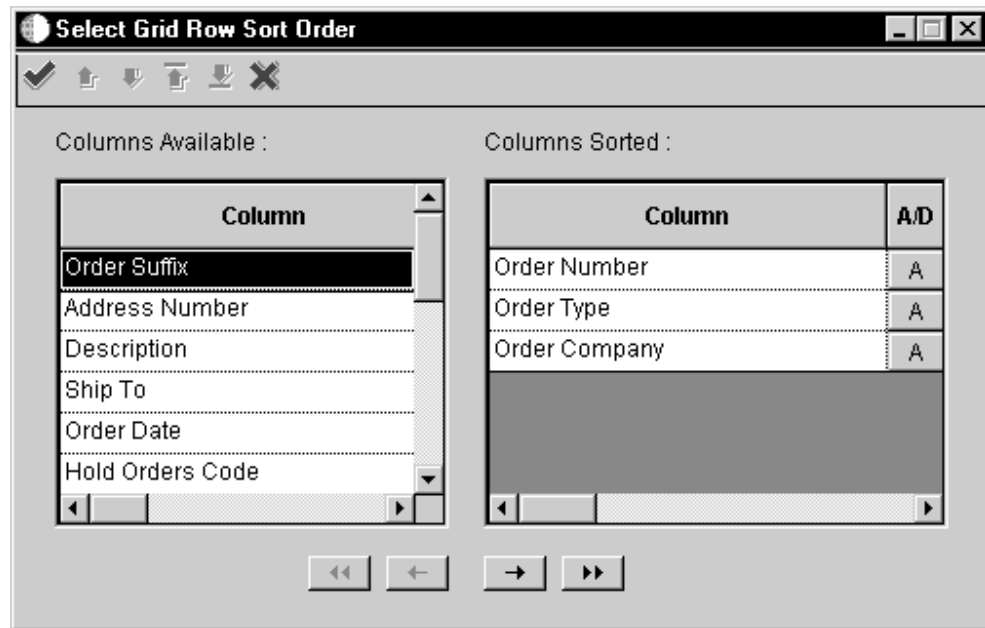 Select Grid Row Sort Order
Columns Available :
Columns Sorted :
Column
Column A/D
Order Suffix
Order Number A
Address Number
Order Type A
Description
Order Company A
Ship To
Order Date
Hold Orders Code